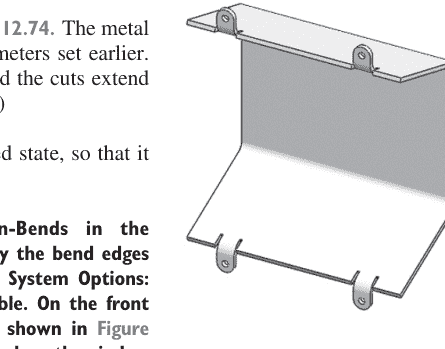 12.74. The metal
meters set earlier.
d the cuts extend
)
d state, so that it
n-Bends in the
y the bend edges
System Options:
ble. On the front
shown in Figure